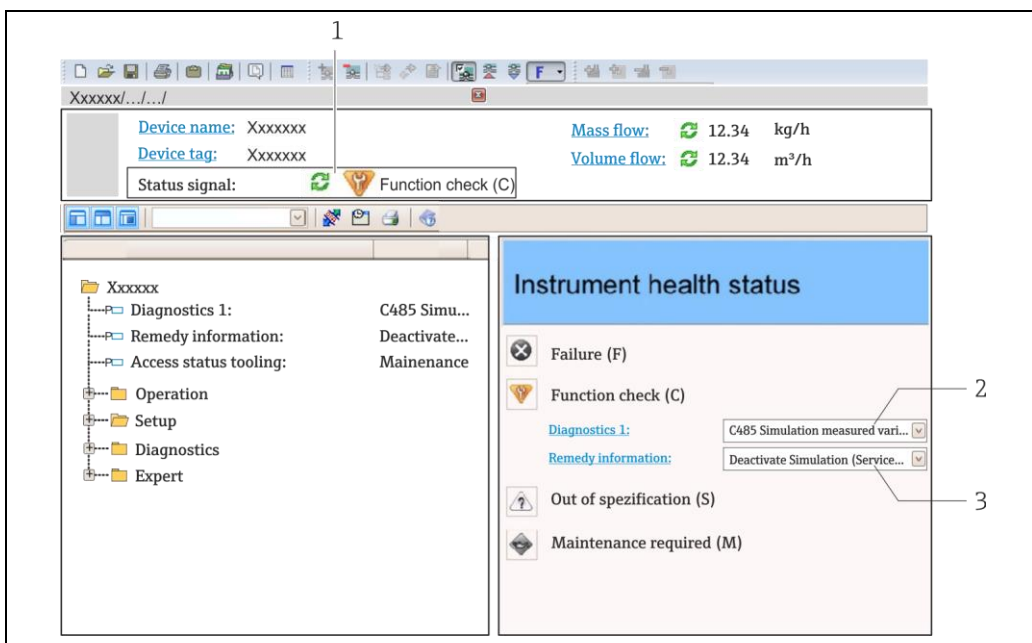 1
F
Xxxxxx/.../.../
Device name: Xxxxxxx
Mass flow: 12.34 kg/h
Device tag: Xxxxxxx
Volume flow: 12.34 m³/h
Status signal: Function check (C)
Xxxxxx
Diagnostics 1: C485 Simu...
Remedy information: Deactivate...
Access status tooling: Mainenance
Operation
Setup
Diagnostics
Expert
Instrument health status
Failure (F)
Function check (C)
Diagnostics 1: C485 Simulation measured vari...
2
Remedy information: Deactivate Simulation (Service...
3
Out of spezification (S)
Maintenance required (M)